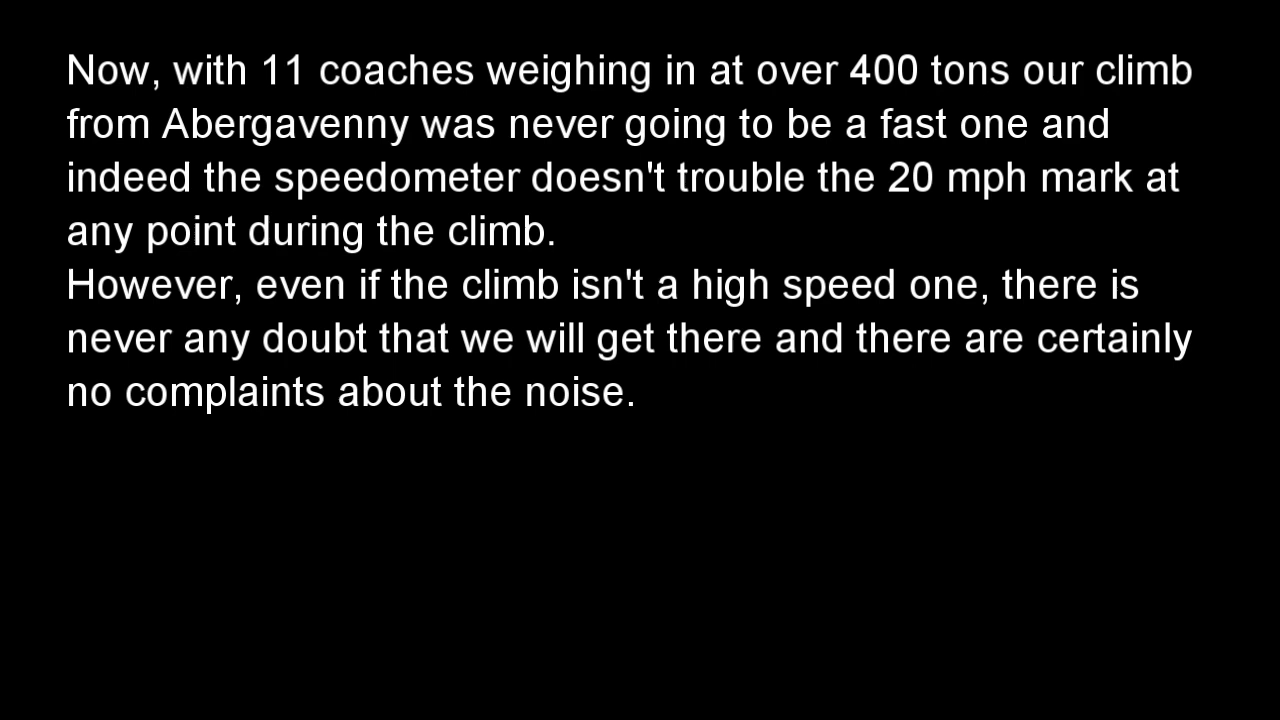 Now, with 11 coaches weighing in at over 400 tons our climb
from Abergavenny was never going to be a fast one and
indeed the speedometer doesn't trouble the 20 mph mark at
any point during the climb.
However, even if the climb isn't a high speed one, there is
never any doubt that we will get there and there are certainly
no complaints about the noise.